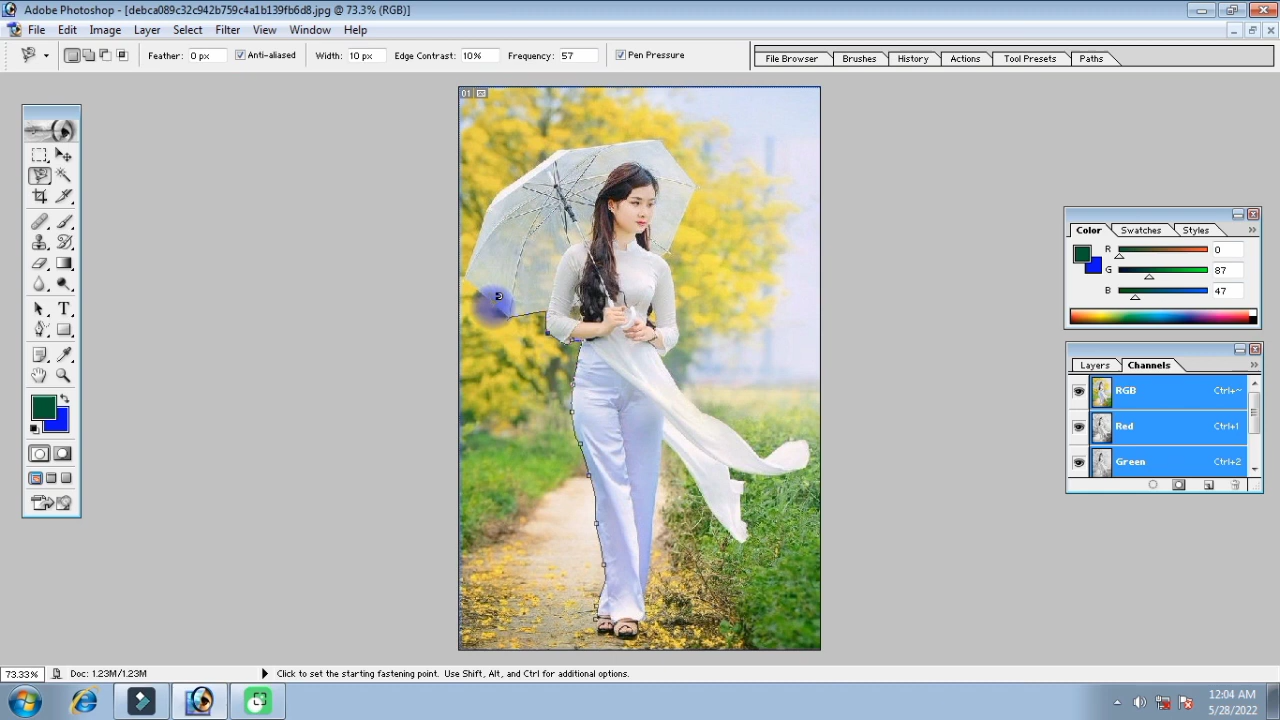 Adobe Photoshop - [debca089c32c942b759c4a1b139fb6d8.jpg @ 73.3% (RGB)]
File Edit Image Layer Select Filter View Window Help
Feather: 0 px Anti-aliased Width: 10 px Edge Contrast: 10% Frequency: 57 Pen Pressure
File Browser Brushes History Actions Tool Presets Paths
01
Color Swatches Styles
R 0
G 87
B 47
Layers Channels
RGB Ctrl+~
Red Ctrl+1
Green Ctrl+2
T
73.33% Doc: 1.23M/1.23M Click to set the starting fastening point. Use Shift, Alt, and Ctrl for additional options.
12:04 AM
5/28/2022